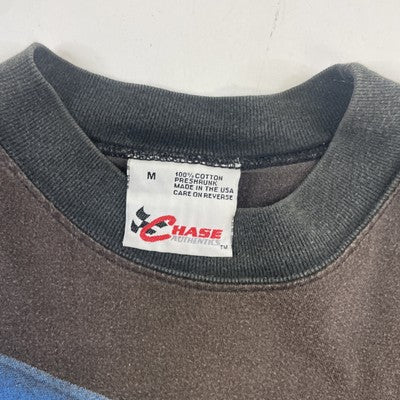 M
100% COTTON
PRESHRUNK
MADE IN THE USA
CARE ON REVERSE
CHASE
AUTHENTICS
TM